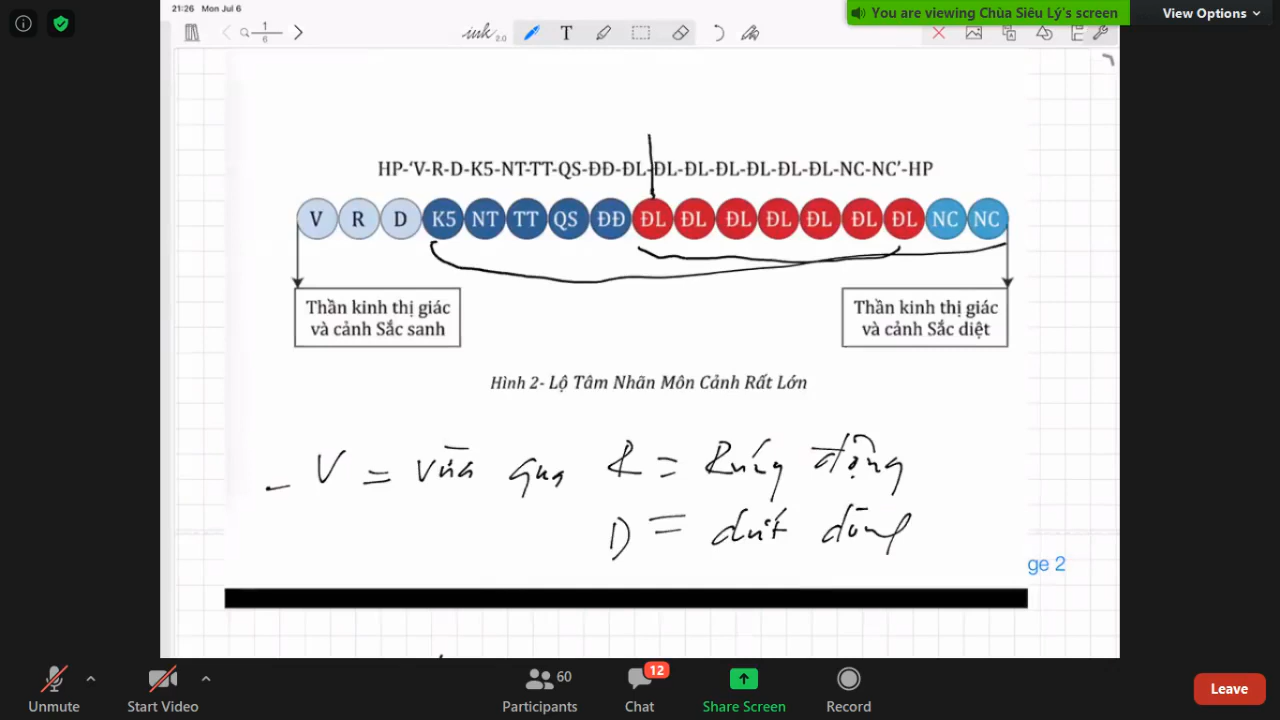 21:26 Mon Jul 6
You are viewing Chùa Siêu Lý's screen
View Options
1
6
ink 2.0
T
HP-‘V-R-D-K5-NT-TT-QS-ĐĐ-ĐL-ĐL-ĐL-ĐL-ĐL-ĐL-ĐL-NC-NC’-HP
V R D K5 NT TT QS ĐĐ ĐL ĐL ĐL ĐL ĐL ĐL ĐL NC NC
Thần kinh thị giác
và cảnh Sắc sanh
Thần kinh thị giác
và cảnh Sắc diệt
Hình 2- Lộ Tâm Nhãn Môn Cảnh Rất Lớn
– V = vừa qua R = Rúng động
D = dứt dòng
ge 2
60
12
Unmute
Start Video
Participants
Chat
Share Screen
Record
Leave